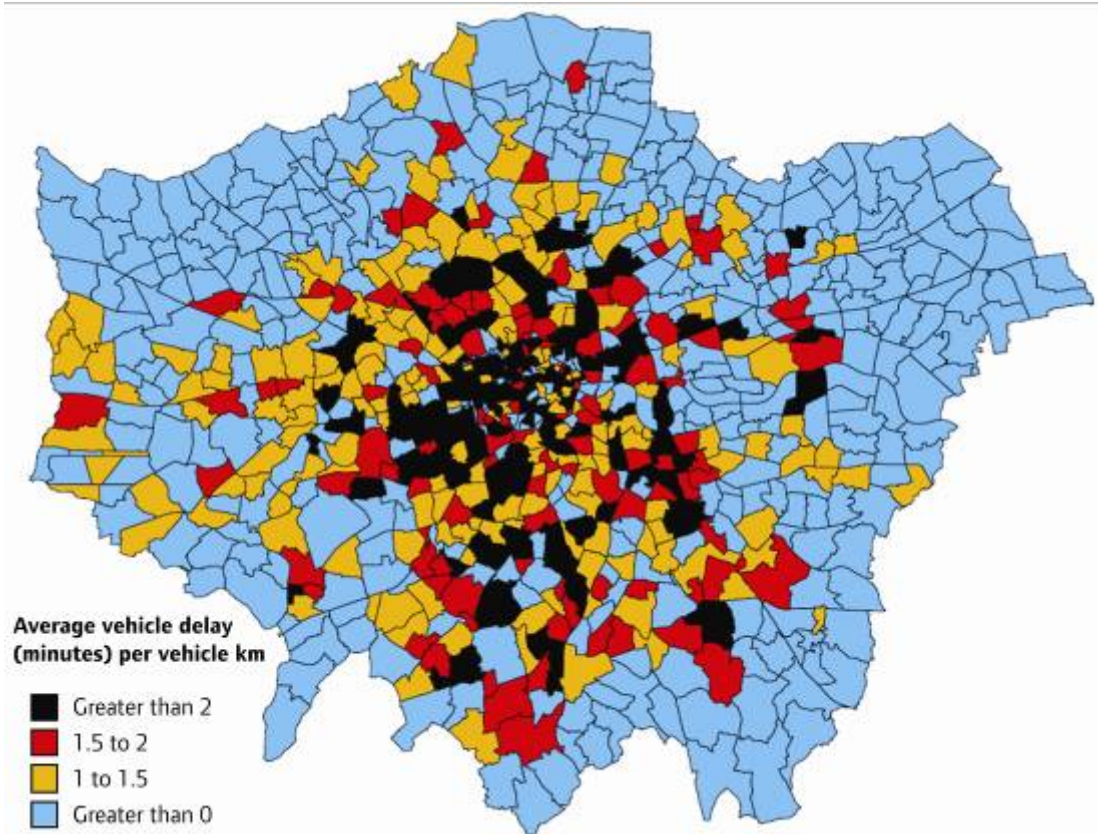 Average vehicle delay
(minutes) per vehicle km
Greater than 2
1.5 to 2
1 to 1.5
Greater than 0